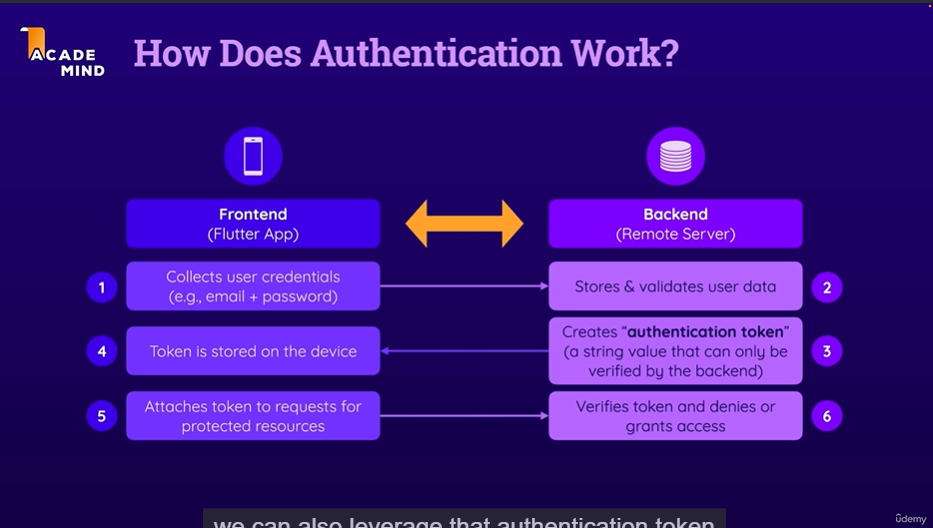 ACADE
MIND
How Does Authentication Work?
Frontend
(Flutter App)
Backend
(Remote Server)
1
Collects user credentials
(e.g., email + password)
Stores & validates user data
2
4
Token is stored on the device
Creates “authentication token”
(a string value that can only be
verified by the backend)
3
5
Attaches token to requests for
protected resources
Verifies token and denies or
grants access
6
we can also leverage that authentication token
ûdemy